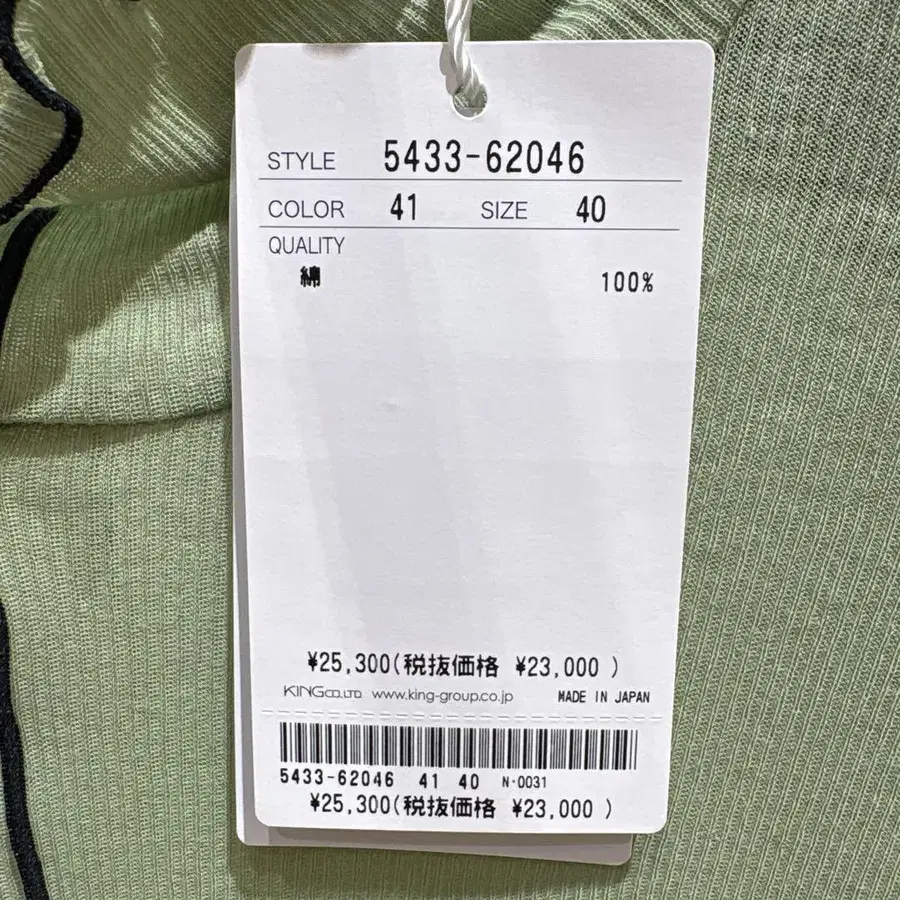 STYLE 5433-62046
COLOR 41 SIZE 40
QUALITY
綿 100%
¥25,300(税抜価格 ¥23,000 )
KING CO.,LTD www.king-group.co.jp MADE IN JAPAN
5433-62046 41 40 N·0031
¥25,300(税抜価格 ¥23,000 )